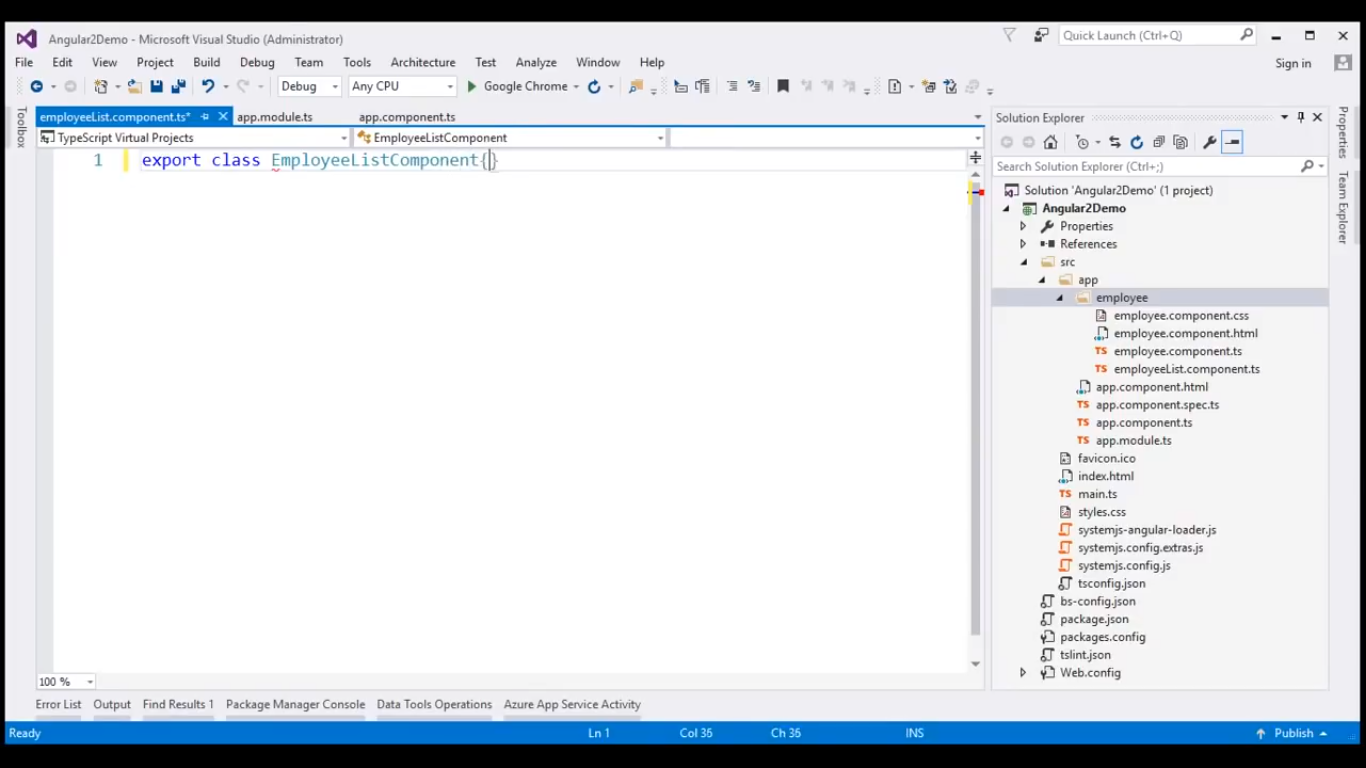 Angular2Demo - Microsoft Visual Studio (Administrator)
Quick Launch (Ctrl+Q)
File Edit View Project Build Debug Team Tools Architecture Test Analyze Window Help
Sign in
Debug Any CPU Google Chrome
Toolbox
employeeList.component.ts* app.module.ts app.component.ts
TypeScript Virtual Projects EmployeeListComponent
1 export class EmployeeListComponent{}
Solution Explorer
Search Solution Explorer (Ctrl+;)
Solution 'Angular2Demo' (1 project)
Angular2Demo
Properties
References
src
app
employee
employee.component.css
employee.component.html
employee.component.ts
employeeList.component.ts
app.component.html
app.component.spec.ts
app.component.ts
app.module.ts
favicon.ico
index.html
main.ts
styles.css
systemjs-angular-loader.js
systemjs.config.extras.js
systemjs.config.js
tsconfig.json
bs-config.json
package.json
packages.config
tslint.json
Web.config
Properties
Team Explorer
100 %
Error List Output Find Results 1 Package Manager Console Data Tools Operations Azure App Service Activity
Ready Ln 1 Col 36 Ch 36 INS Publish